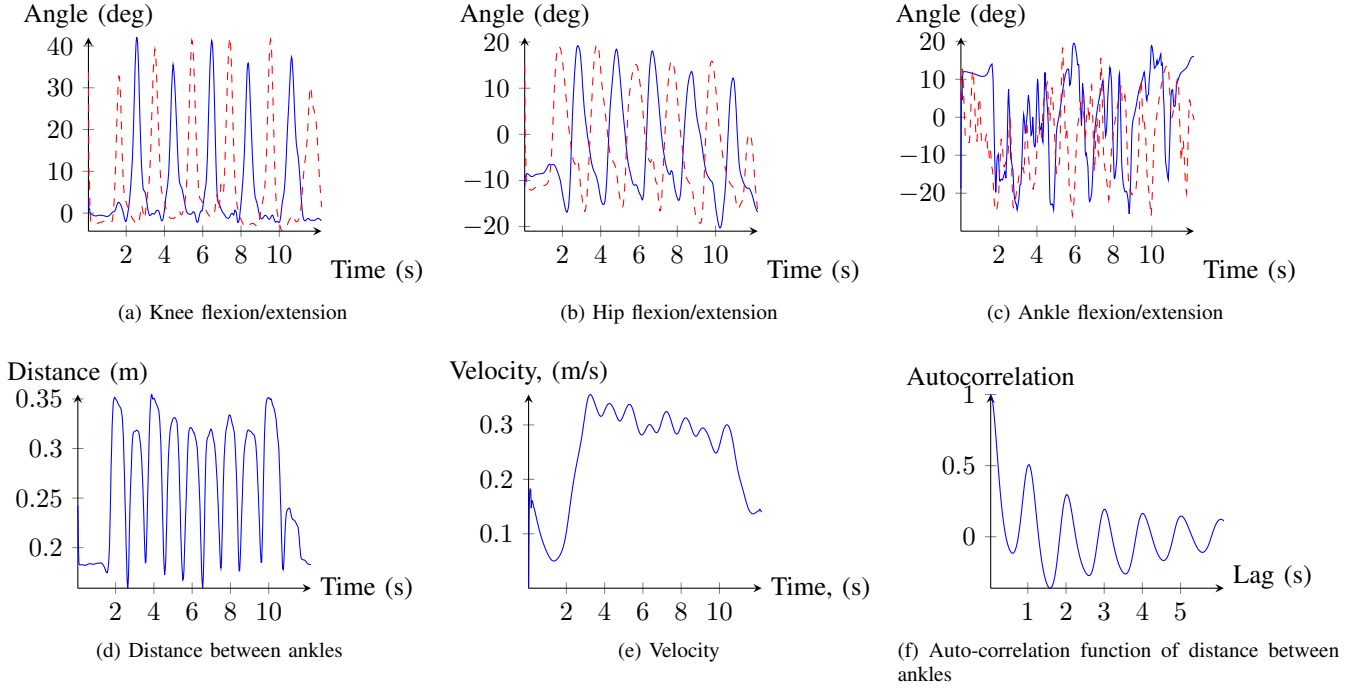 Angle (deg)
40
30
20
10
0
2 4 6 8 10
Time (s)
(a) Knee flexion/extension
Angle (deg)
20
10
0
−10
−20
2 4 6 8 10
Time (s)
(b) Hip flexion/extension
Angle (deg)
20
10
0
−10
−20
2 4 6 8 10
Time (s)
(c) Ankle flexion/extension
Distance (m)
0.35
0.3
0.25
0.2
2 4 6 8 10
Time (s)
(d) Distance between ankles
Velocity, (m/s)
0.3
0.2
0.1
2 4 6 8 10
Time, (s)
(e) Velocity
Autocorrelation
1
0.5
0
1 2 3 4 5
Lag (s)
(f) Auto-correlation function of distance between
ankles